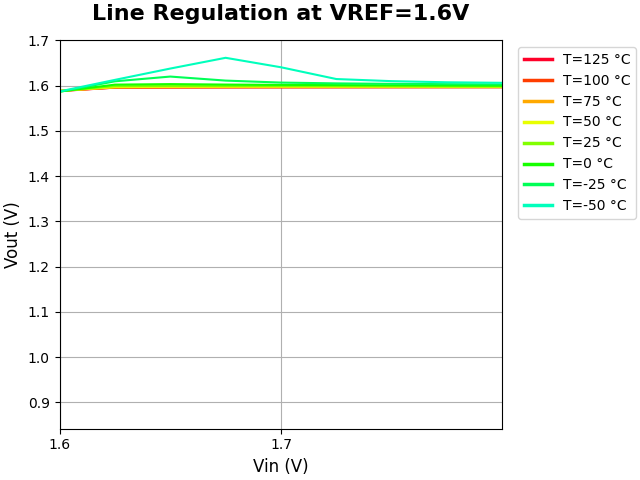 Line Regulation at VREF=1.6V
1.7
1.6
1.5
1.4
1.3
1.2
1.1
1.0
0.9
Vout (V)
1.6
1.7
Vin (V)
T=125 °C
T=100 °C
T=75 °C
T=50 °C
T=25 °C
T=0 °C
T=-25 °C
T=-50 °C